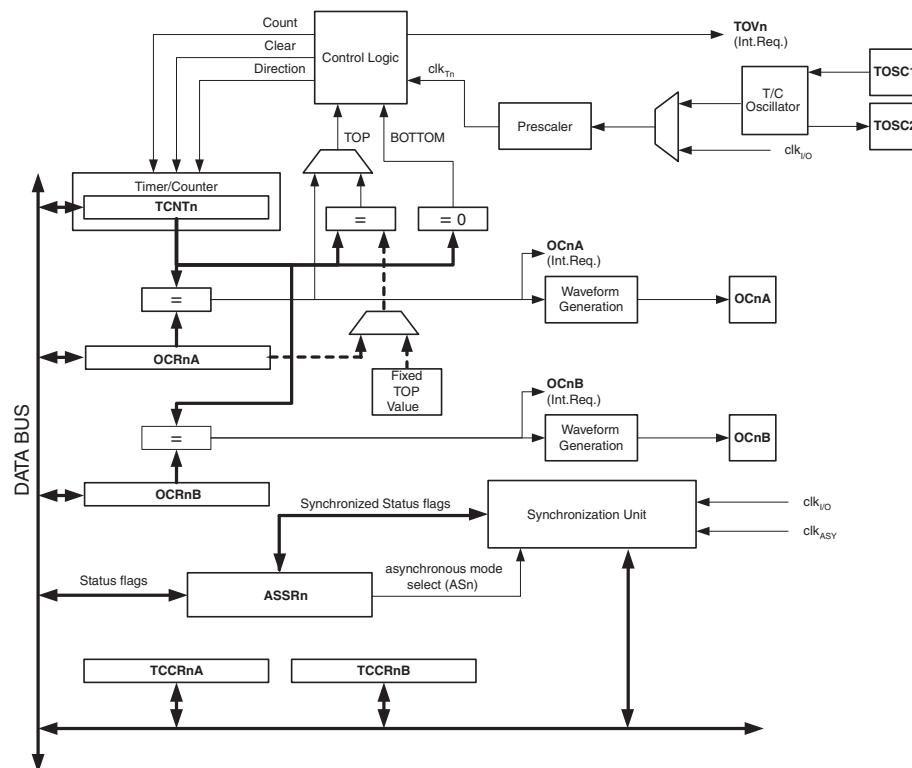 Count
Clear
Direction
Control Logic
TOVn
(Int.Req.)
clkTn
TOSC1
T/C
Oscillator
TOSC2
Prescaler
clkI/O
TOP
BOTTOM
Timer/Counter
TCNTn
=
= 0
OCnA
(Int.Req.)
=
Waveform
Generation
OCnA
OCRnA
Fixed
TOP
Value
OCnB
(Int.Req.)
=
Waveform
Generation
OCnB
OCRnB
DATA BUS
Synchronized Status flags
Synchronization Unit
clkI/O
clkASY
Status flags
ASSRn
asynchronous mode
select (ASn)
TCCRnA
TCCRnB